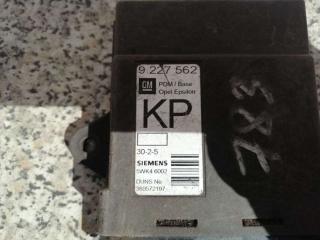 9 227 562
GM
PDM / Base
Opel Epsilon
KP
30-2-5
SIEMENS
5WK4 6002
DUNS No